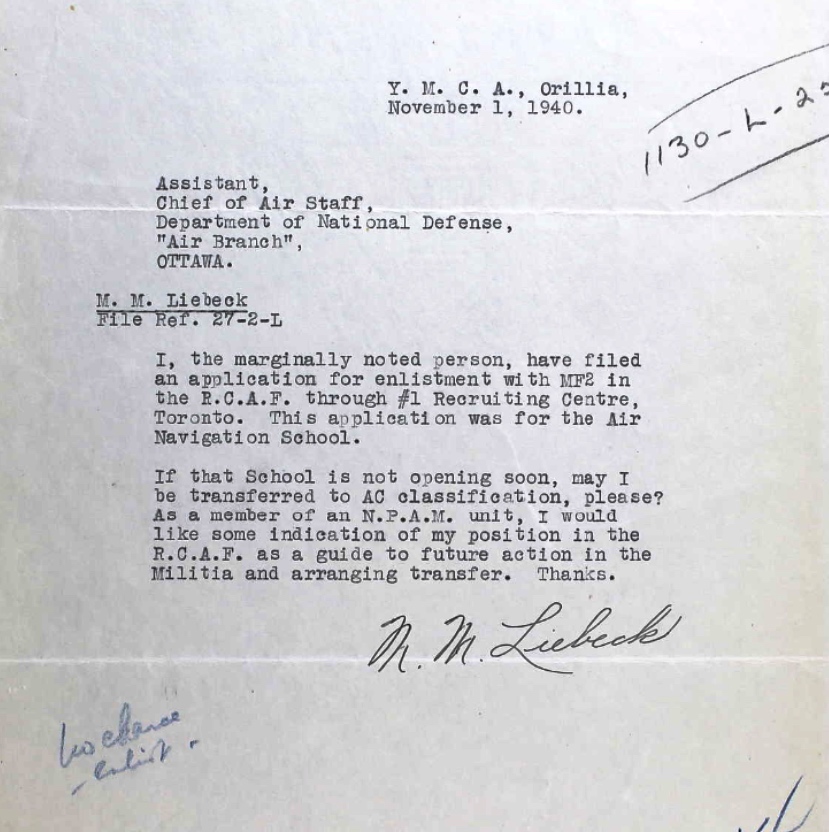 Y. M. C. A., Orillia,
November 1, 1940.
1130-L-2
Assistant,
Chief of Air Staff,
Department of National Defense,
"Air Branch",
OTTAWA.
M. M. Liebeck
File Ref. 27-2-L
I, the marginally noted person, have filed
an application for enlistment with MF2 in
the R.C.A.F. through #1 Recruiting Centre,
Toronto. This application was for the Air
Navigation School.
If that School is not opening soon, may I
be transferred to AC classification, please?
As a member of an N.P.A.M. unit, I would
like some indication of my position in the
R.C.A.F. as a guide to future action in the
Militia and arranging transfer. Thanks.
M. M. Liebeck
No chance
enlist.